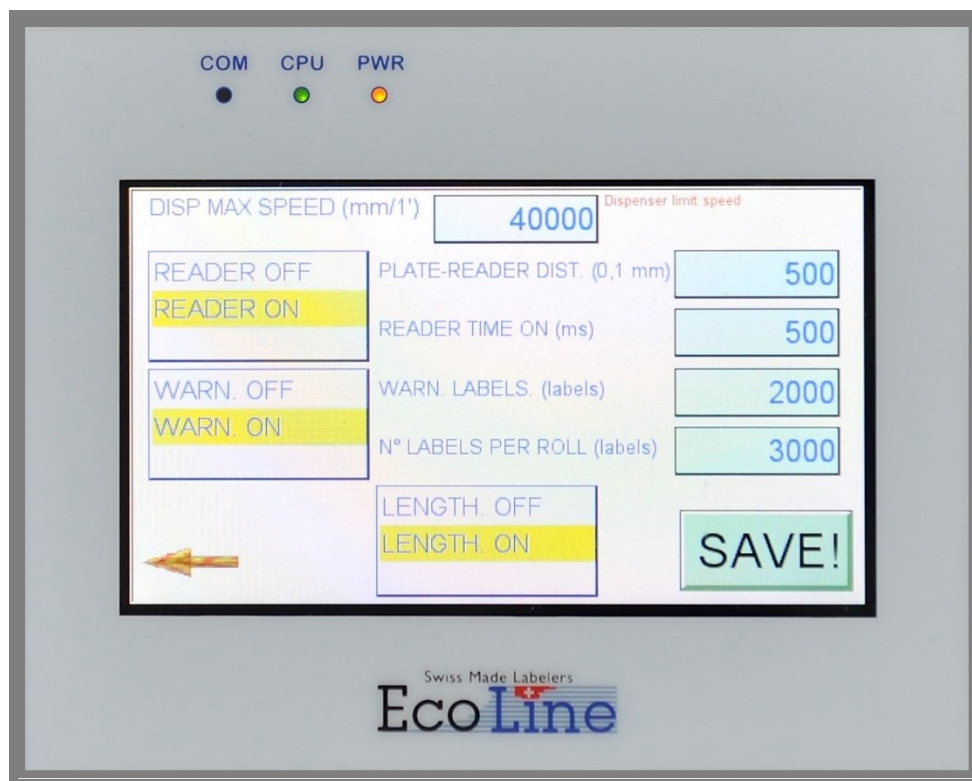 COM CPU PWR
DISP MAX SPEED (mm/1') 40000 Dispenser limit speed
READER OFF
READER ON
PLATE-READER DIST. (0,1 mm) 500
READER TIME ON (ms) 500
WARN. OFF
WARN. ON
WARN. LABELS. (labels) 2000
N° LABELS PER ROLL (labels) 3000
LENGTH. OFF
LENGTH. ON
SAVE!
Swiss Made Labelers
EcoLine